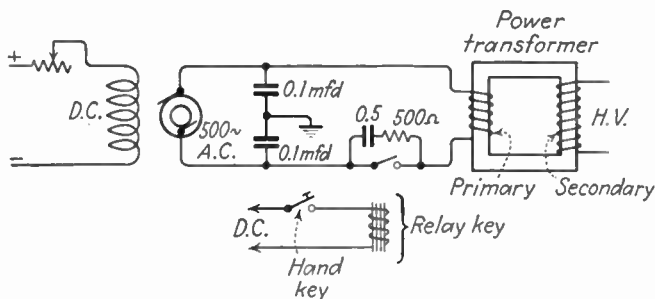 Power
transformer
+
D.C.
500~
A.C.
0.1mfd
0.1mfd
0.5
500Ω
H.V.
Primary
Secondary
−
D.C.
Hand
key
Relay key